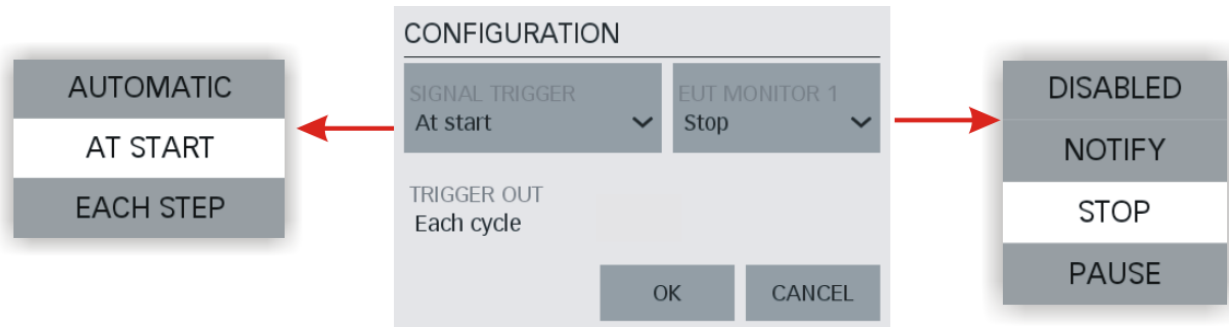 AUTOMATIC
AT START
EACH STEP
CONFIGURATION
SIGNAL TRIGGER
At start
EUT MONITOR 1
Stop
TRIGGER OUT
Each cycle
OK
CANCEL
DISABLED
NOTIFY
STOP
PAUSE